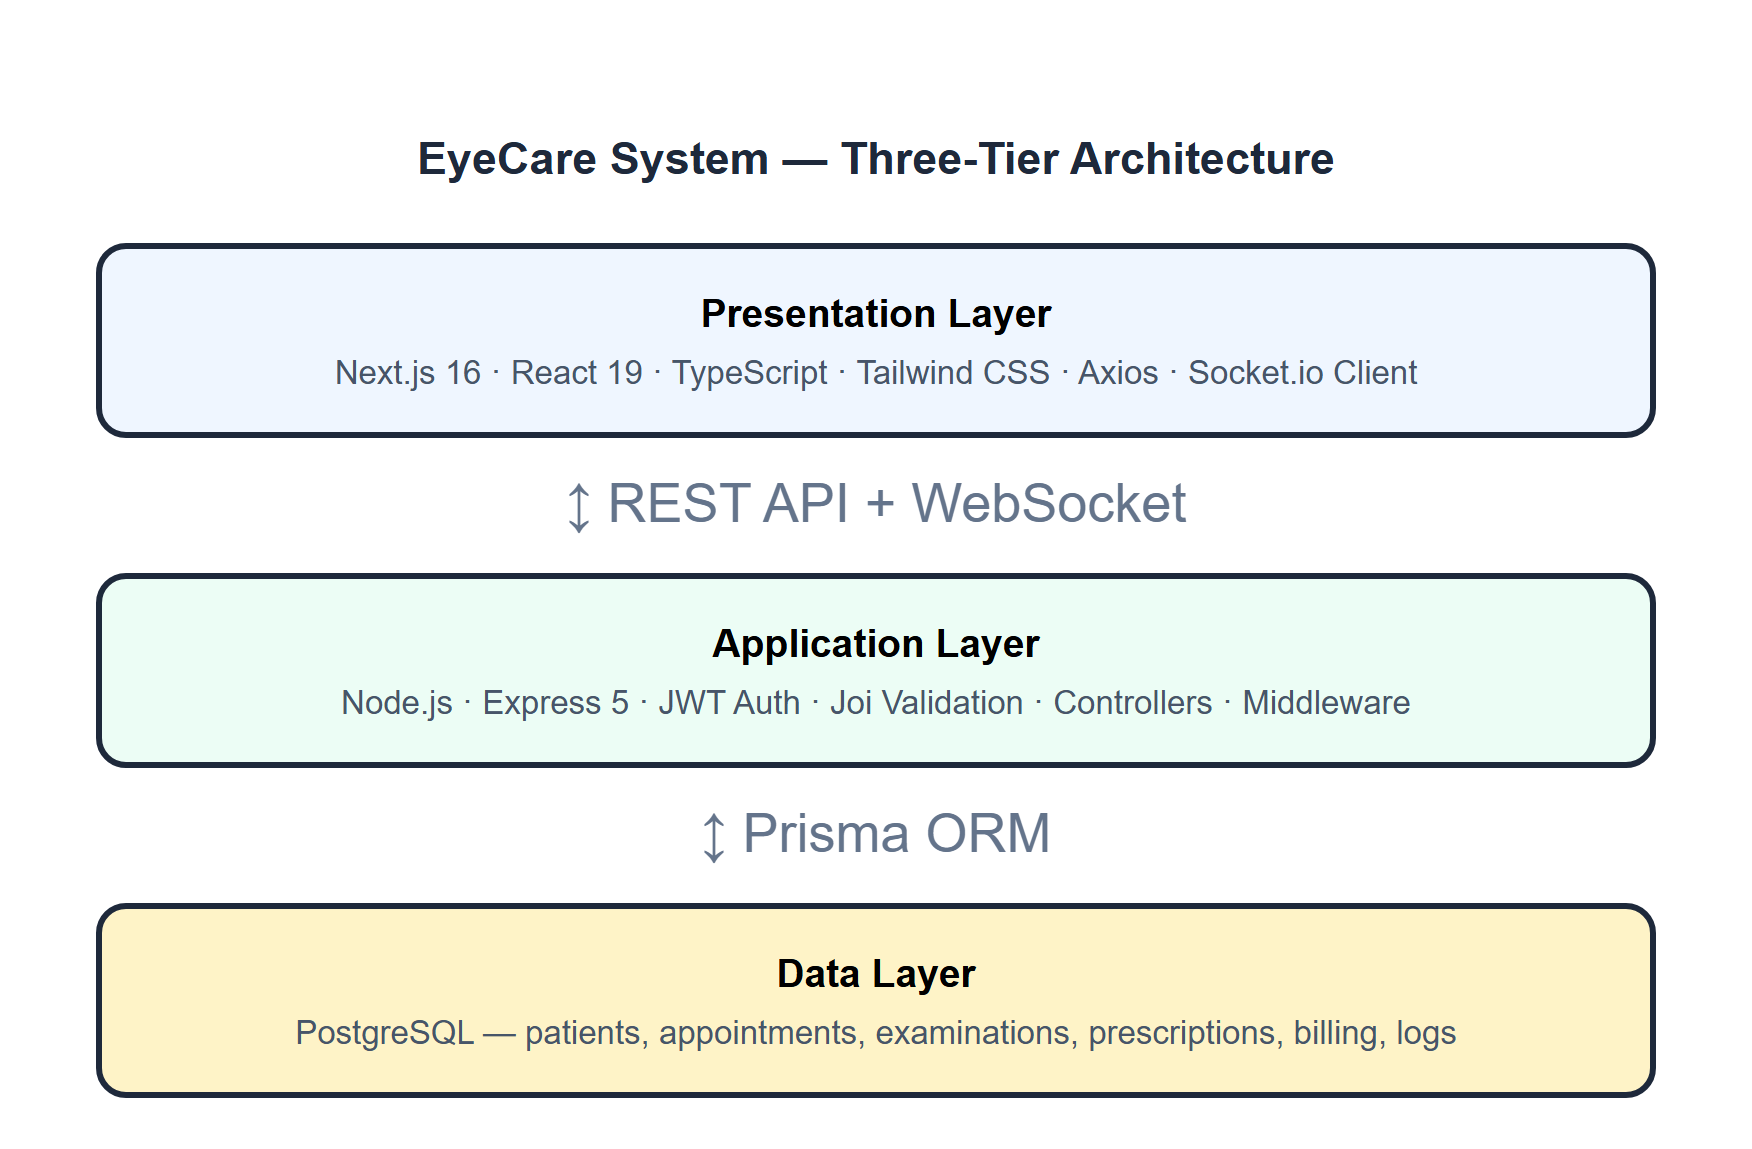 EyeCare System — Three-Tier Architecture
Presentation Layer
Next.js 16 · React 19 · TypeScript · Tailwind CSS · Axios · Socket.io Client
↕ REST API + WebSocket
Application Layer
Node.js · Express 5 · JWT Auth · Joi Validation · Controllers · Middleware
↕ Prisma ORM
Data Layer
PostgreSQL — patients, appointments, examinations, prescriptions, billing, logs